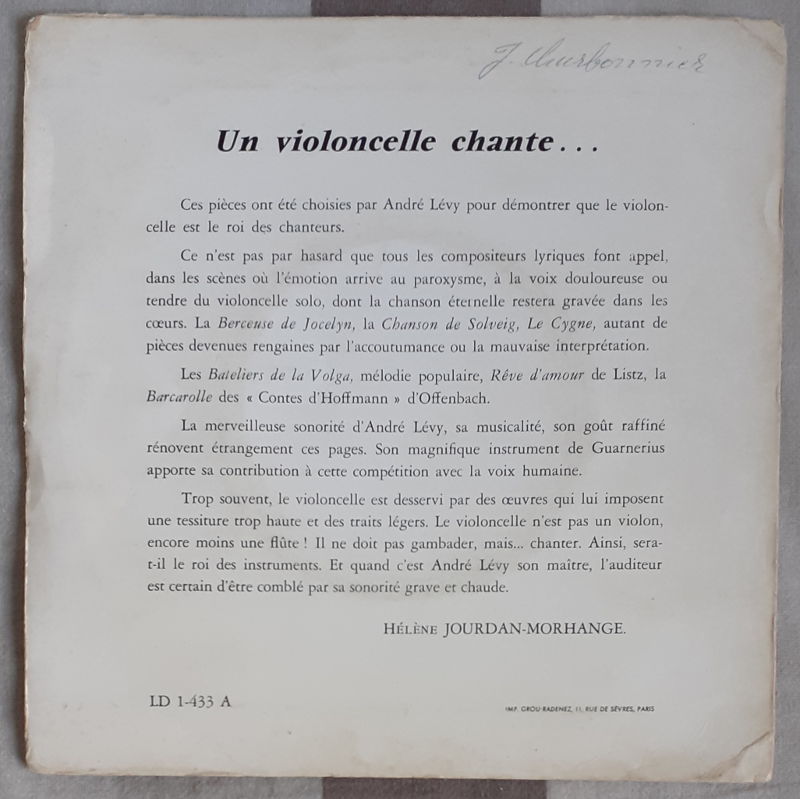 J. Charbonnier
Un violoncelle chante...
Ces pièces ont été choisies par André Lévy pour démontrer que le violon-
celle est le roi des chanteurs.
Ce n'est pas par hasard que tous les compositeurs lyriques font appel,
dans les scènes où l'émotion arrive au paroxysme, à la voix douloureuse ou
tendre du violoncelle solo, dont la chanson éternelle restera gravée dans les
cœurs. La Berceuse de Jocelyn, la Chanson de Solveig, Le Cygne, autant de
pièces devenues rengaines par l'accoutumance ou la mauvaise interprétation.
Les Bateliers de la Volga, mélodie populaire, Rêve d'amour de Listz, la
Barcarolle des « Contes d'Hoffmann » d'Offenbach.
La merveilleuse sonorité d'André Lévy, sa musicalité, son goût raffiné
rénovent étrangement ces pages. Son magnifique instrument de Guarnerius
apporte sa contribution à cette compétition avec la voix humaine.
Trop souvent, le violoncelle est desservi par des œuvres qui lui imposent
une tessiture trop haute et des traits légers. Le violoncelle n'est pas un violon,
encore moins une flûte ! Il ne doit pas gambader, mais... chanter. Ainsi, sera-
t-il le roi des instruments. Et quand c'est André Lévy son maître, l'auditeur
est certain d'être comblé par sa sonorité grave et chaude.
HÉLÈNE JOURDAN-MORHANGE.
LD 1-433 A
IMP. GROU-RADENEZ, 11, RUE DE SÈVRES, PARIS